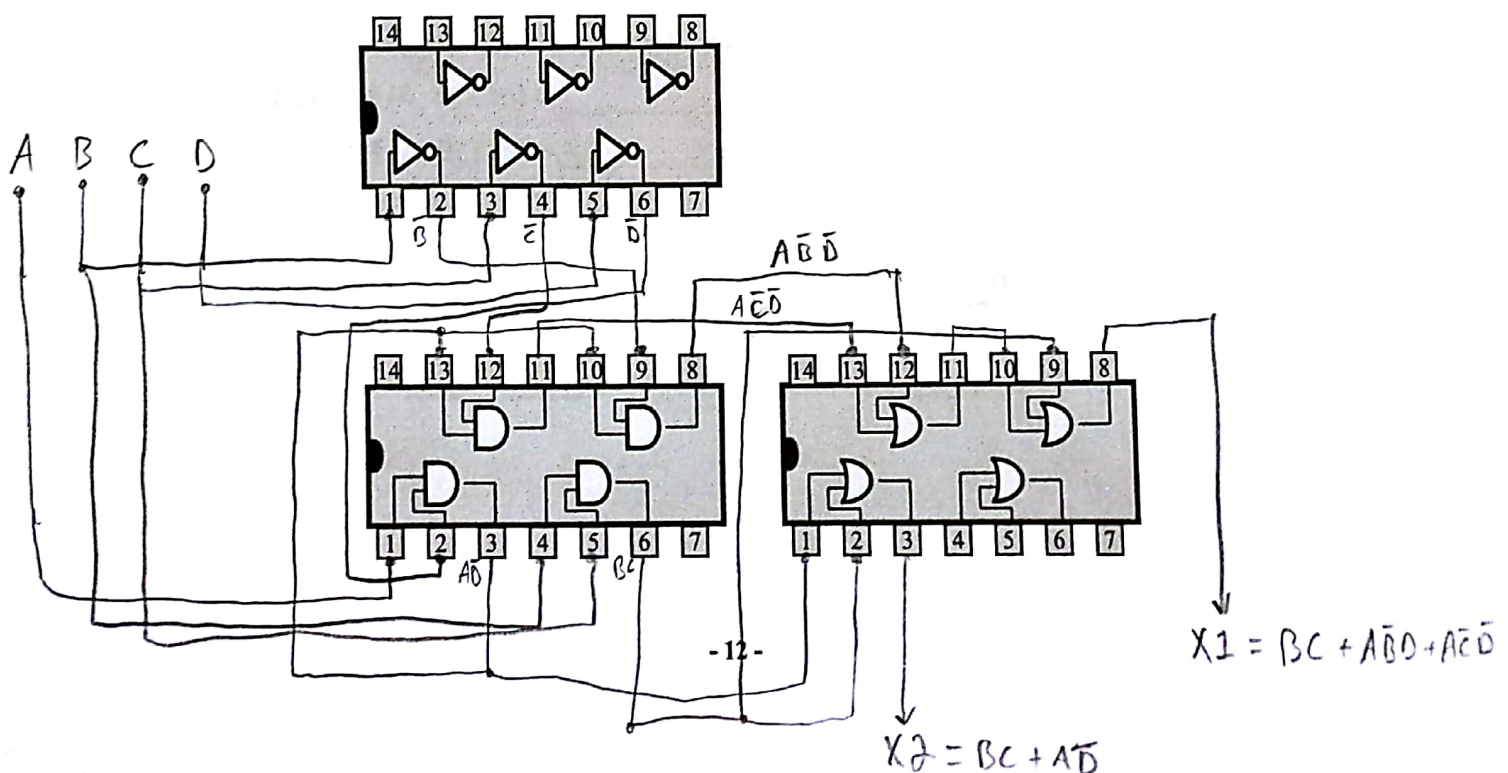 14 13 12 11 10 9 8
A B C D
1 2 3 4 5 6 7
B̅ C̅ D̅
AB̅D̅
AC̅D̅
14 13 12 11 10 9 8
14 13 12 11 10 9 8
1 2 3 4 5 6 7
1 2 3 4 5 6 7
AD̅ BC
- 12 -
X1 = BC + AB̅D + AC̅D̅
X2 = BC + AD̅